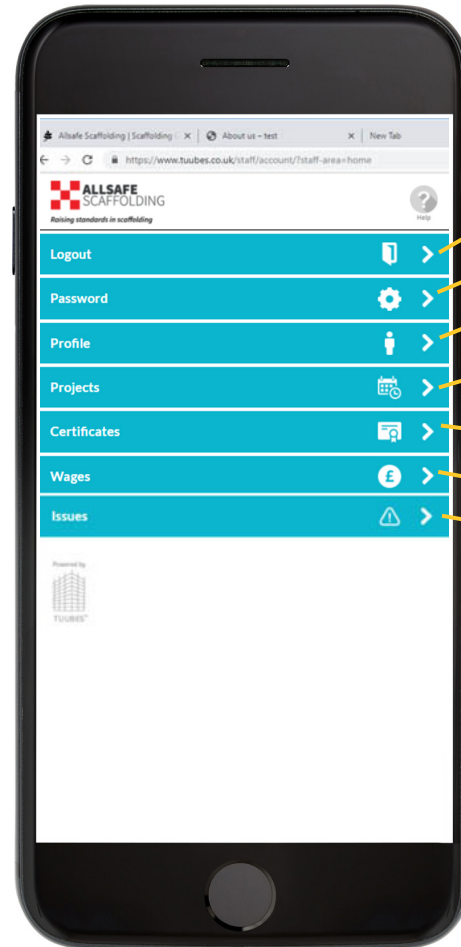 Allsafe Scaffolding | Scaffolding
About us – test
New Tab
https://www.tuubes.co.uk/staff/account/?staff-area=home
ALLSAFE
SCAFFOLDING
Raising standards in scaffolding
?
Help
Logout
Password
Profile
Projects
Certificates
Wages
£
Issues
Powered by
TUUBES™